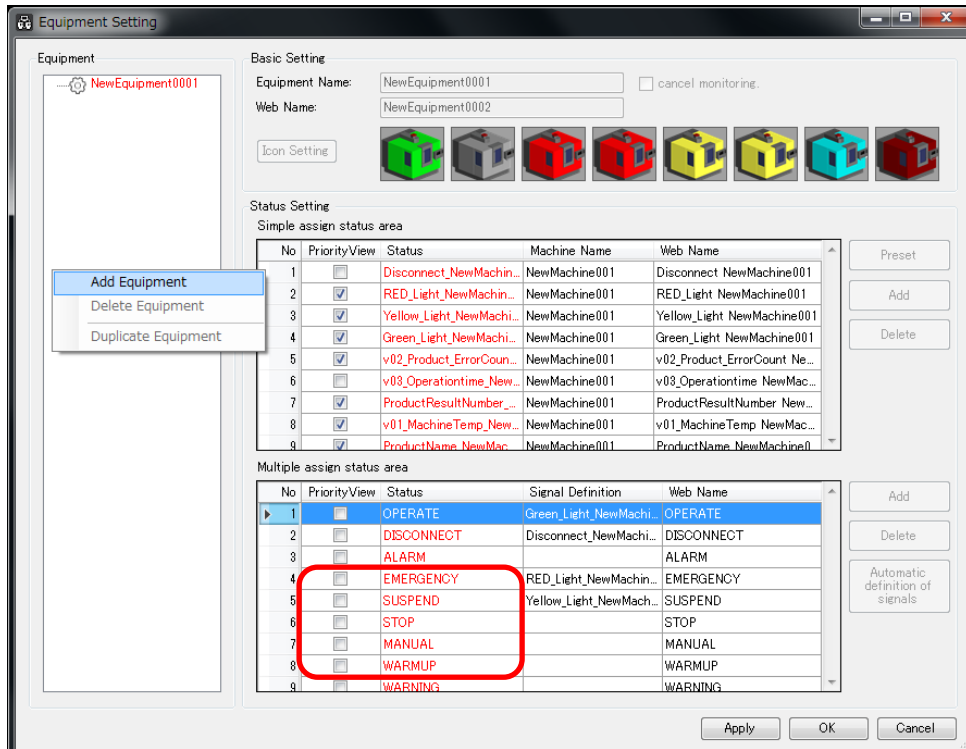 Equipment Setting
Equipment
NewEquipment0001
Basic Setting
Equipment Name: NewEquipment0001 cancel monitoring.
Web Name: NewEquipment0002
Icon Setting
Add Equipment
Delete Equipment
Duplicate Equipment
Status Setting
Simple assign status area
No PriorityView Status Machine Name Web Name
1 Disconnect_NewMachin... NewMachine001 Disconnect NewMachine001
2 RED_Light_NewMachin... NewMachine001 RED_Light NewMachine001
3 Yellow_Light_NewMachi... NewMachine001 Yellow_Light NewMachine001
4 Green_Light_NewMachi... NewMachine001 Green_Light NewMachine001
5 v02_Product_ErrorCoun... NewMachine001 v02_Product_ErrorCount Ne...
6 v03_Operationtime_New... NewMachine001 v03_Operationtime NewMac...
7 ProductResultNumber_... NewMachine001 ProductResultNumber New...
8 v01_MachineTemp_New... NewMachine001 v01_MachineTemp NewMac...
9 ProductName_NewMac... NewMachine001 ProductName NewMachine0...
Preset
Add
Delete
Multiple assign status area
No PriorityView Status Signal Definition Web Name
1 OPERATE Green_Light_NewMachi... OPERATE
2 DISCONNECT Disconnect_NewMachi... DISCONNECT
3 ALARM ALARM
4 EMERGENCY RED_Light_NewMachin... EMERGENCY
5 SUSPEND Yellow_Light_NewMach... SUSPEND
6 STOP STOP
7 MANUAL MANUAL
8 WARMUP WARMUP
9 WARNING WARNING
Add
Delete
Automatic
definition of
signals
Apply OK Cancel